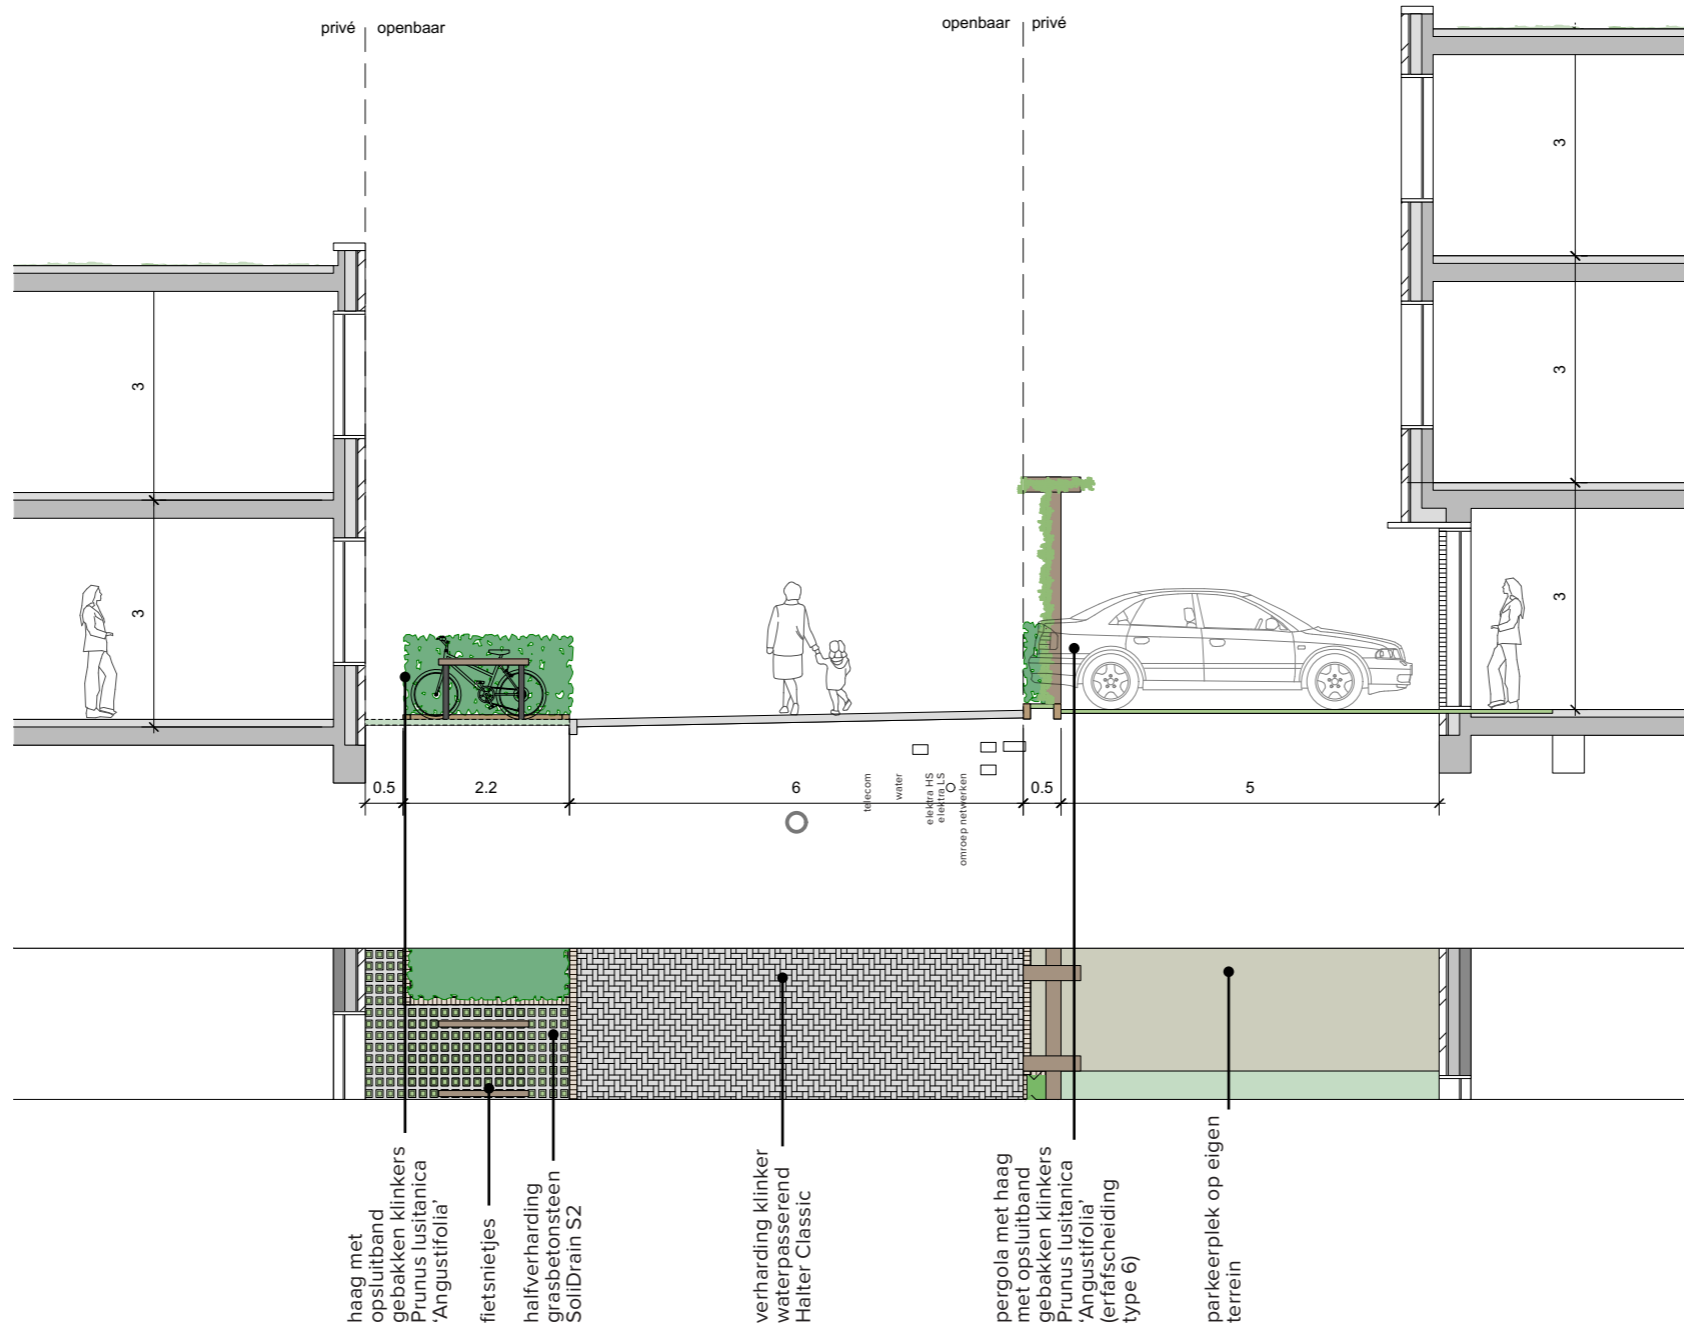 privé
openbaar
openbaar
privé
3
3
3
3
3
0.5
2.2
6
0.5
5
telecom
water
elektra HS
elektra LS
omroep netwerken
haag met
opsluitband
gebakken klinkers
Prunus lusitanica
‘Angustifolia’
fietsnietjes
halfverharding
grasbetonsteen
SoliDrain S2
verharding klinker
waterpasserend
Halter Classic
pergola met haag
met opsluitband
gebakken klinkers
Prunus lusitanica
‘Angustifolia’
(erfafscheiding
type 6)
parkeerplek op eigen
terrein